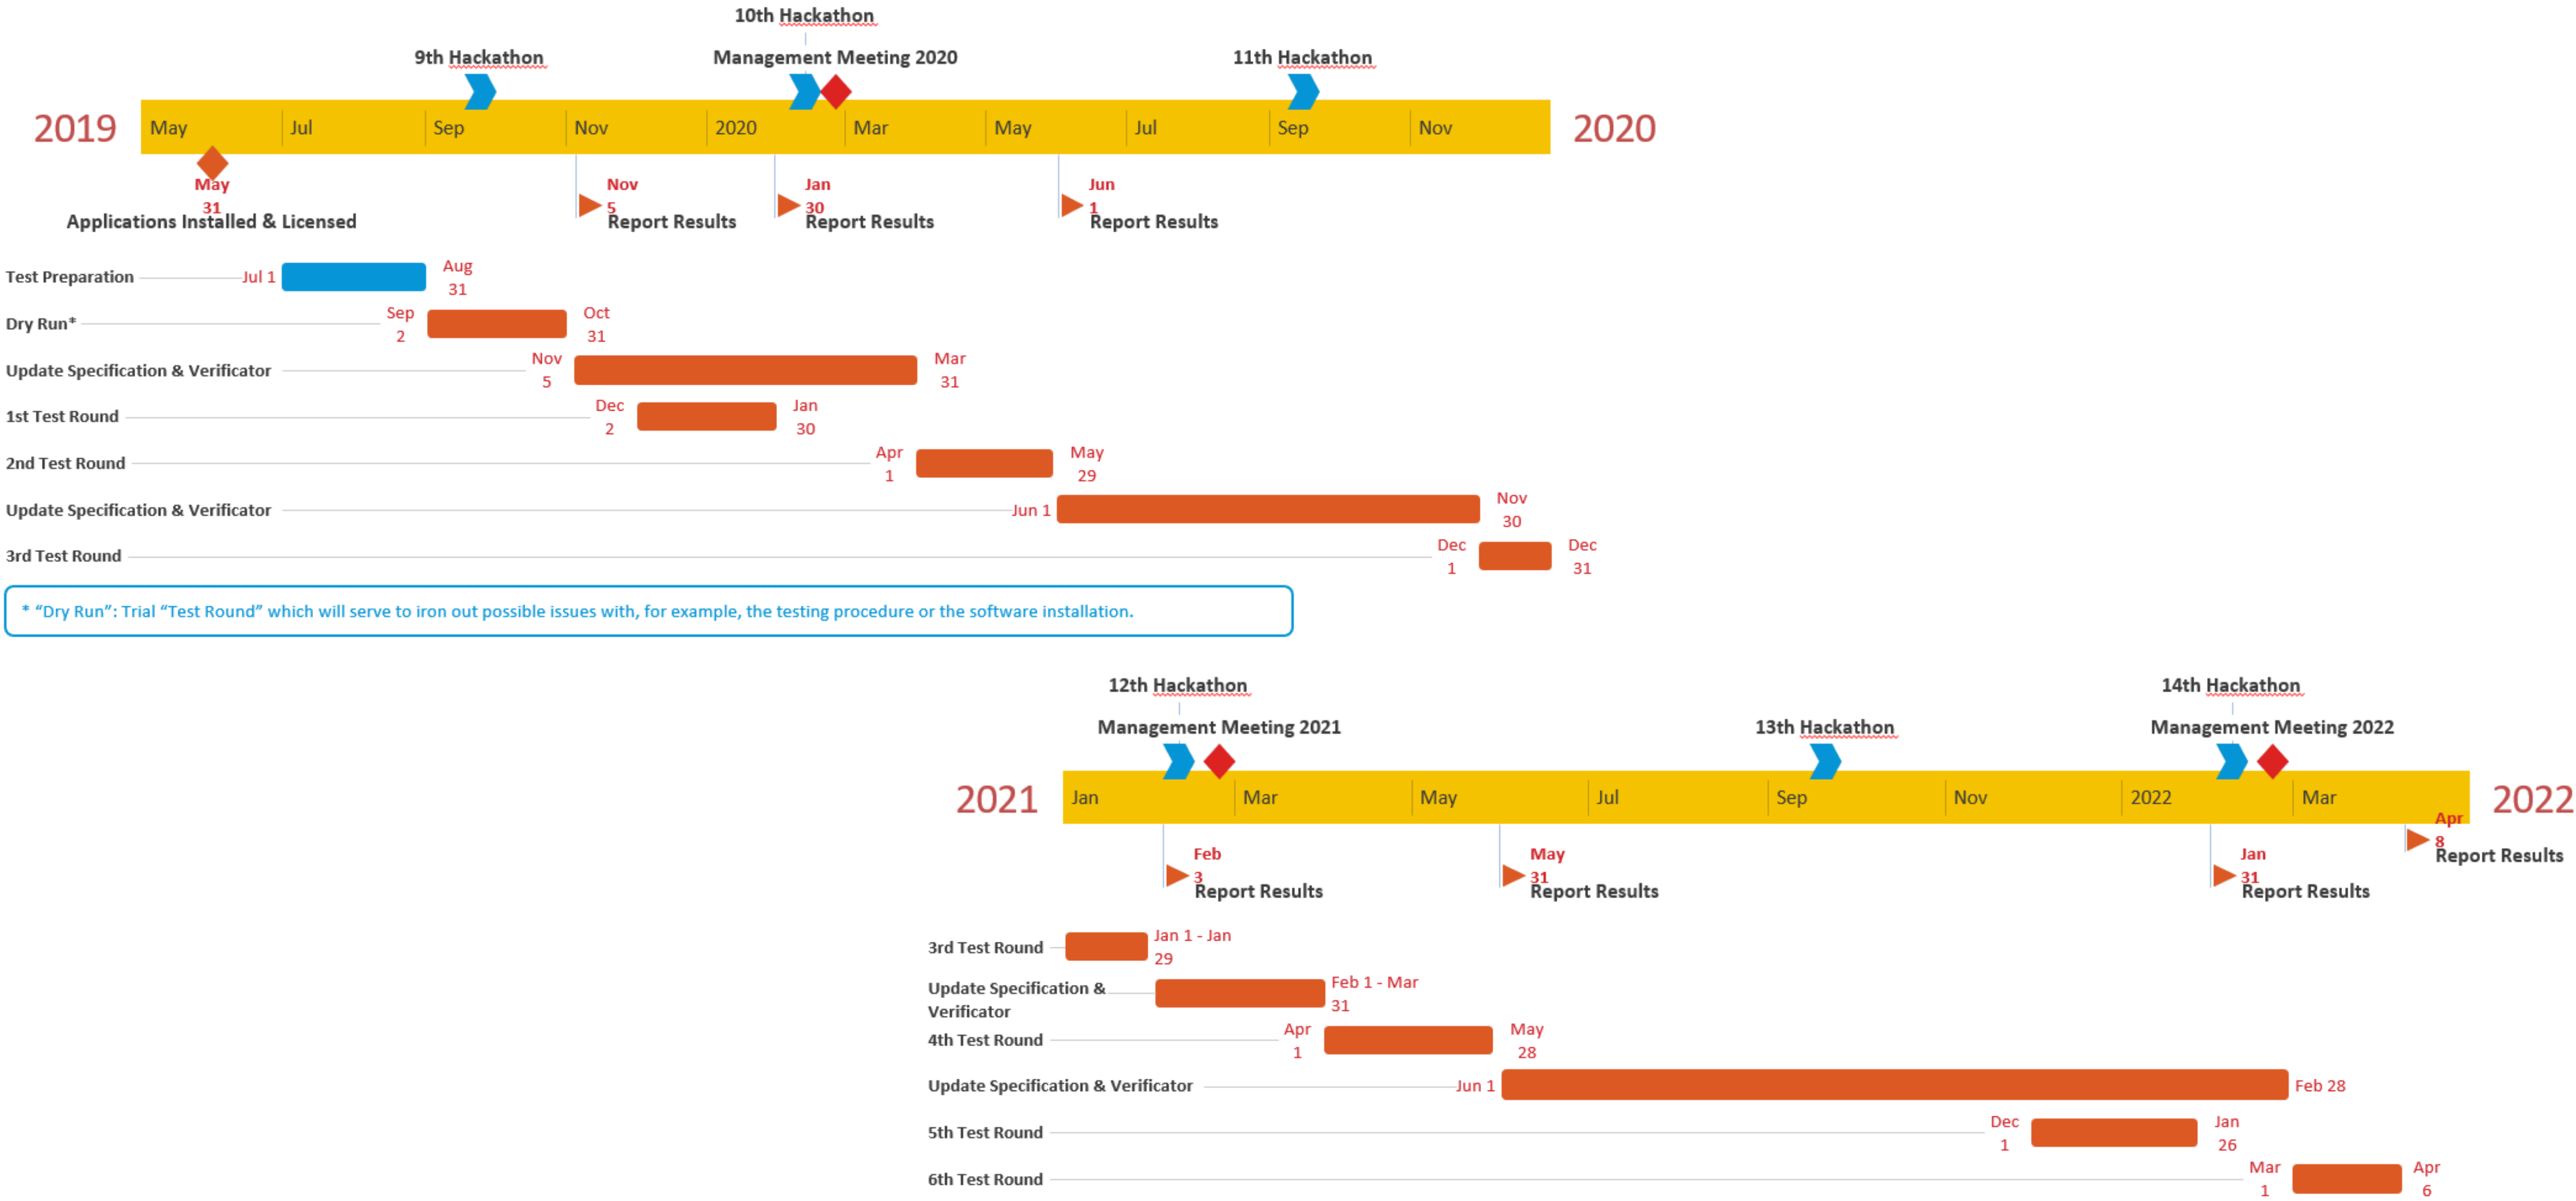 10th Hackathon
9th Hackathon
Management Meeting 2020
11th Hackathon
2019
May
Jul
Sep
Nov
2020
Mar
May
Jul
Sep
Nov
2020
May
31
Applications Installed & Licensed
Nov
5
Report Results
Jan
30
Report Results
Jun
1
Report Results
Test Preparation
Jul 1
Aug
31
Dry Run*
Sep
2
Oct
31
Update Specification & Verificator
Nov
5
Mar
31
1st Test Round
Dec
2
Jan
30
2nd Test Round
Apr
1
May
29
Update Specification & Verificator
Jun 1
Nov
30
3rd Test Round
Dec
1
Dec
31
* “Dry Run”: Trial “Test Round” which will serve to iron out possible issues with, for example, the testing procedure or the software installation.
12th Hackathon
Management Meeting 2021
13th Hackathon
14th Hackathon
Management Meeting 2022
2021
Jan
Mar
May
Jul
Sep
Nov
2022
Mar
2022
Feb
3
Report Results
May
31
Report Results
Jan
31
Report Results
Apr
8
Report Results
3rd Test Round
Jan 1 - Jan
29
Update Specification &
Verificator
Feb 1 - Mar
31
4th Test Round
Apr
1
May
28
Update Specification & Verificator
Jun 1
Feb 28
5th Test Round
Dec
1
Jan
26
6th Test Round
Mar
1
Apr
6